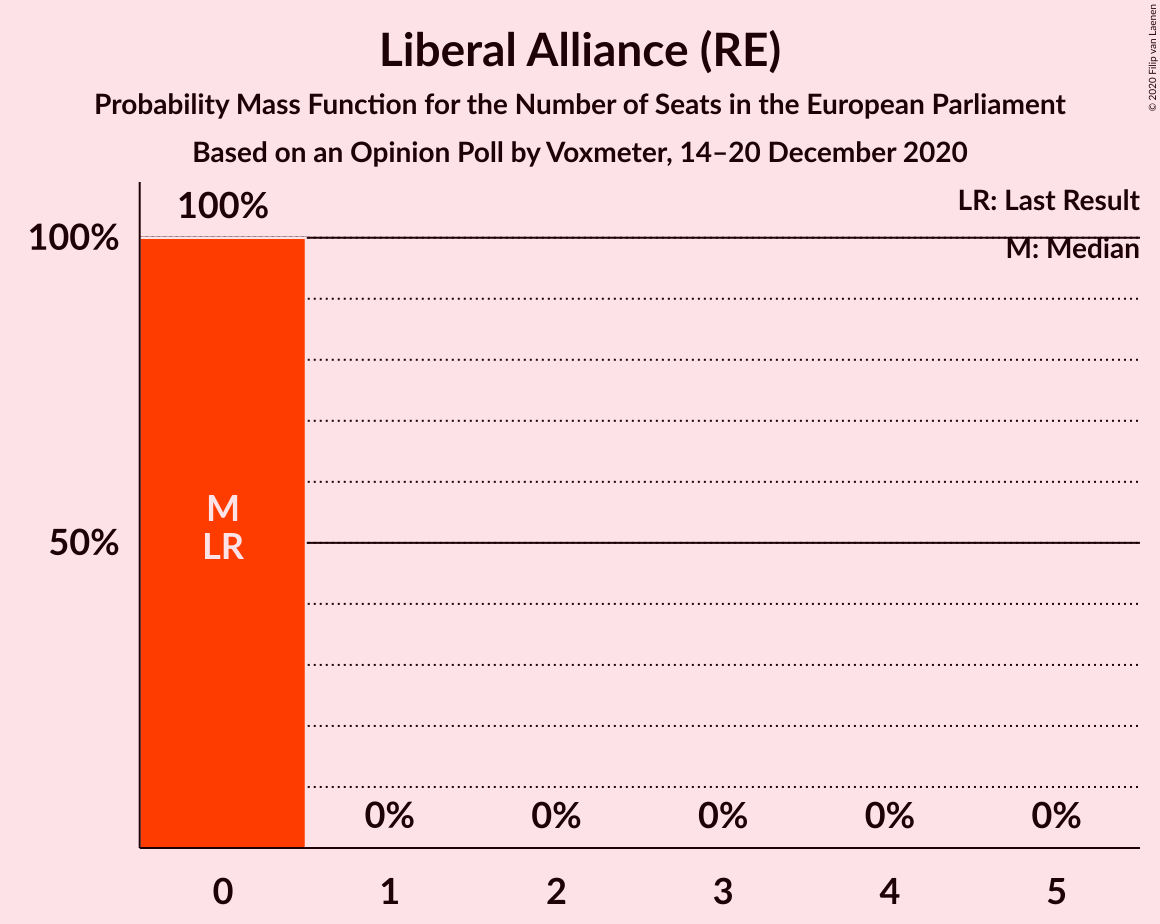 Liberal Alliance (RE)
Probability Mass Function for the Number of Seats in the European Parliament
Based on an Opinion Poll by Voxmeter, 14–20 December 2020
© 2020 Filip van Laenen
LR: Last Result
M: Median
100%
100%
50%
M
LR
0%
0%
0%
0%
0%
0
1
2
3
4
5